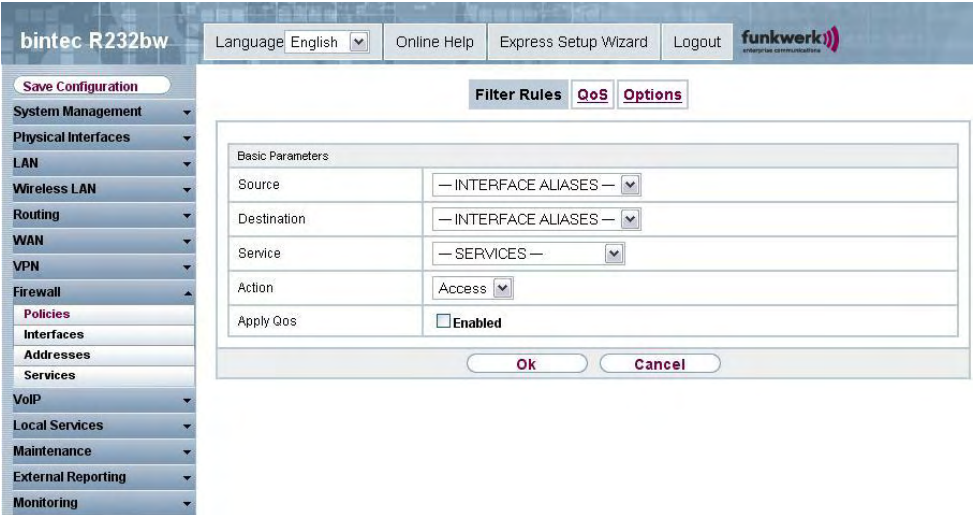 bintec R232bw
Language English
Online Help
Express Setup Wizard
Logout
funkwerk
enterprise communications
Save Configuration
System Management
Physical Interfaces
LAN
Wireless LAN
Routing
WAN
VPN
Firewall
Policies
Interfaces
Addresses
Services
VoIP
Local Services
Maintenance
External Reporting
Monitoring
Filter Rules QoS Options
Basic Parameters
Source — INTERFACE ALIASES —
Destination — INTERFACE ALIASES —
Service — SERVICES —
Action Access
Apply Qos Enabled
Ok Cancel